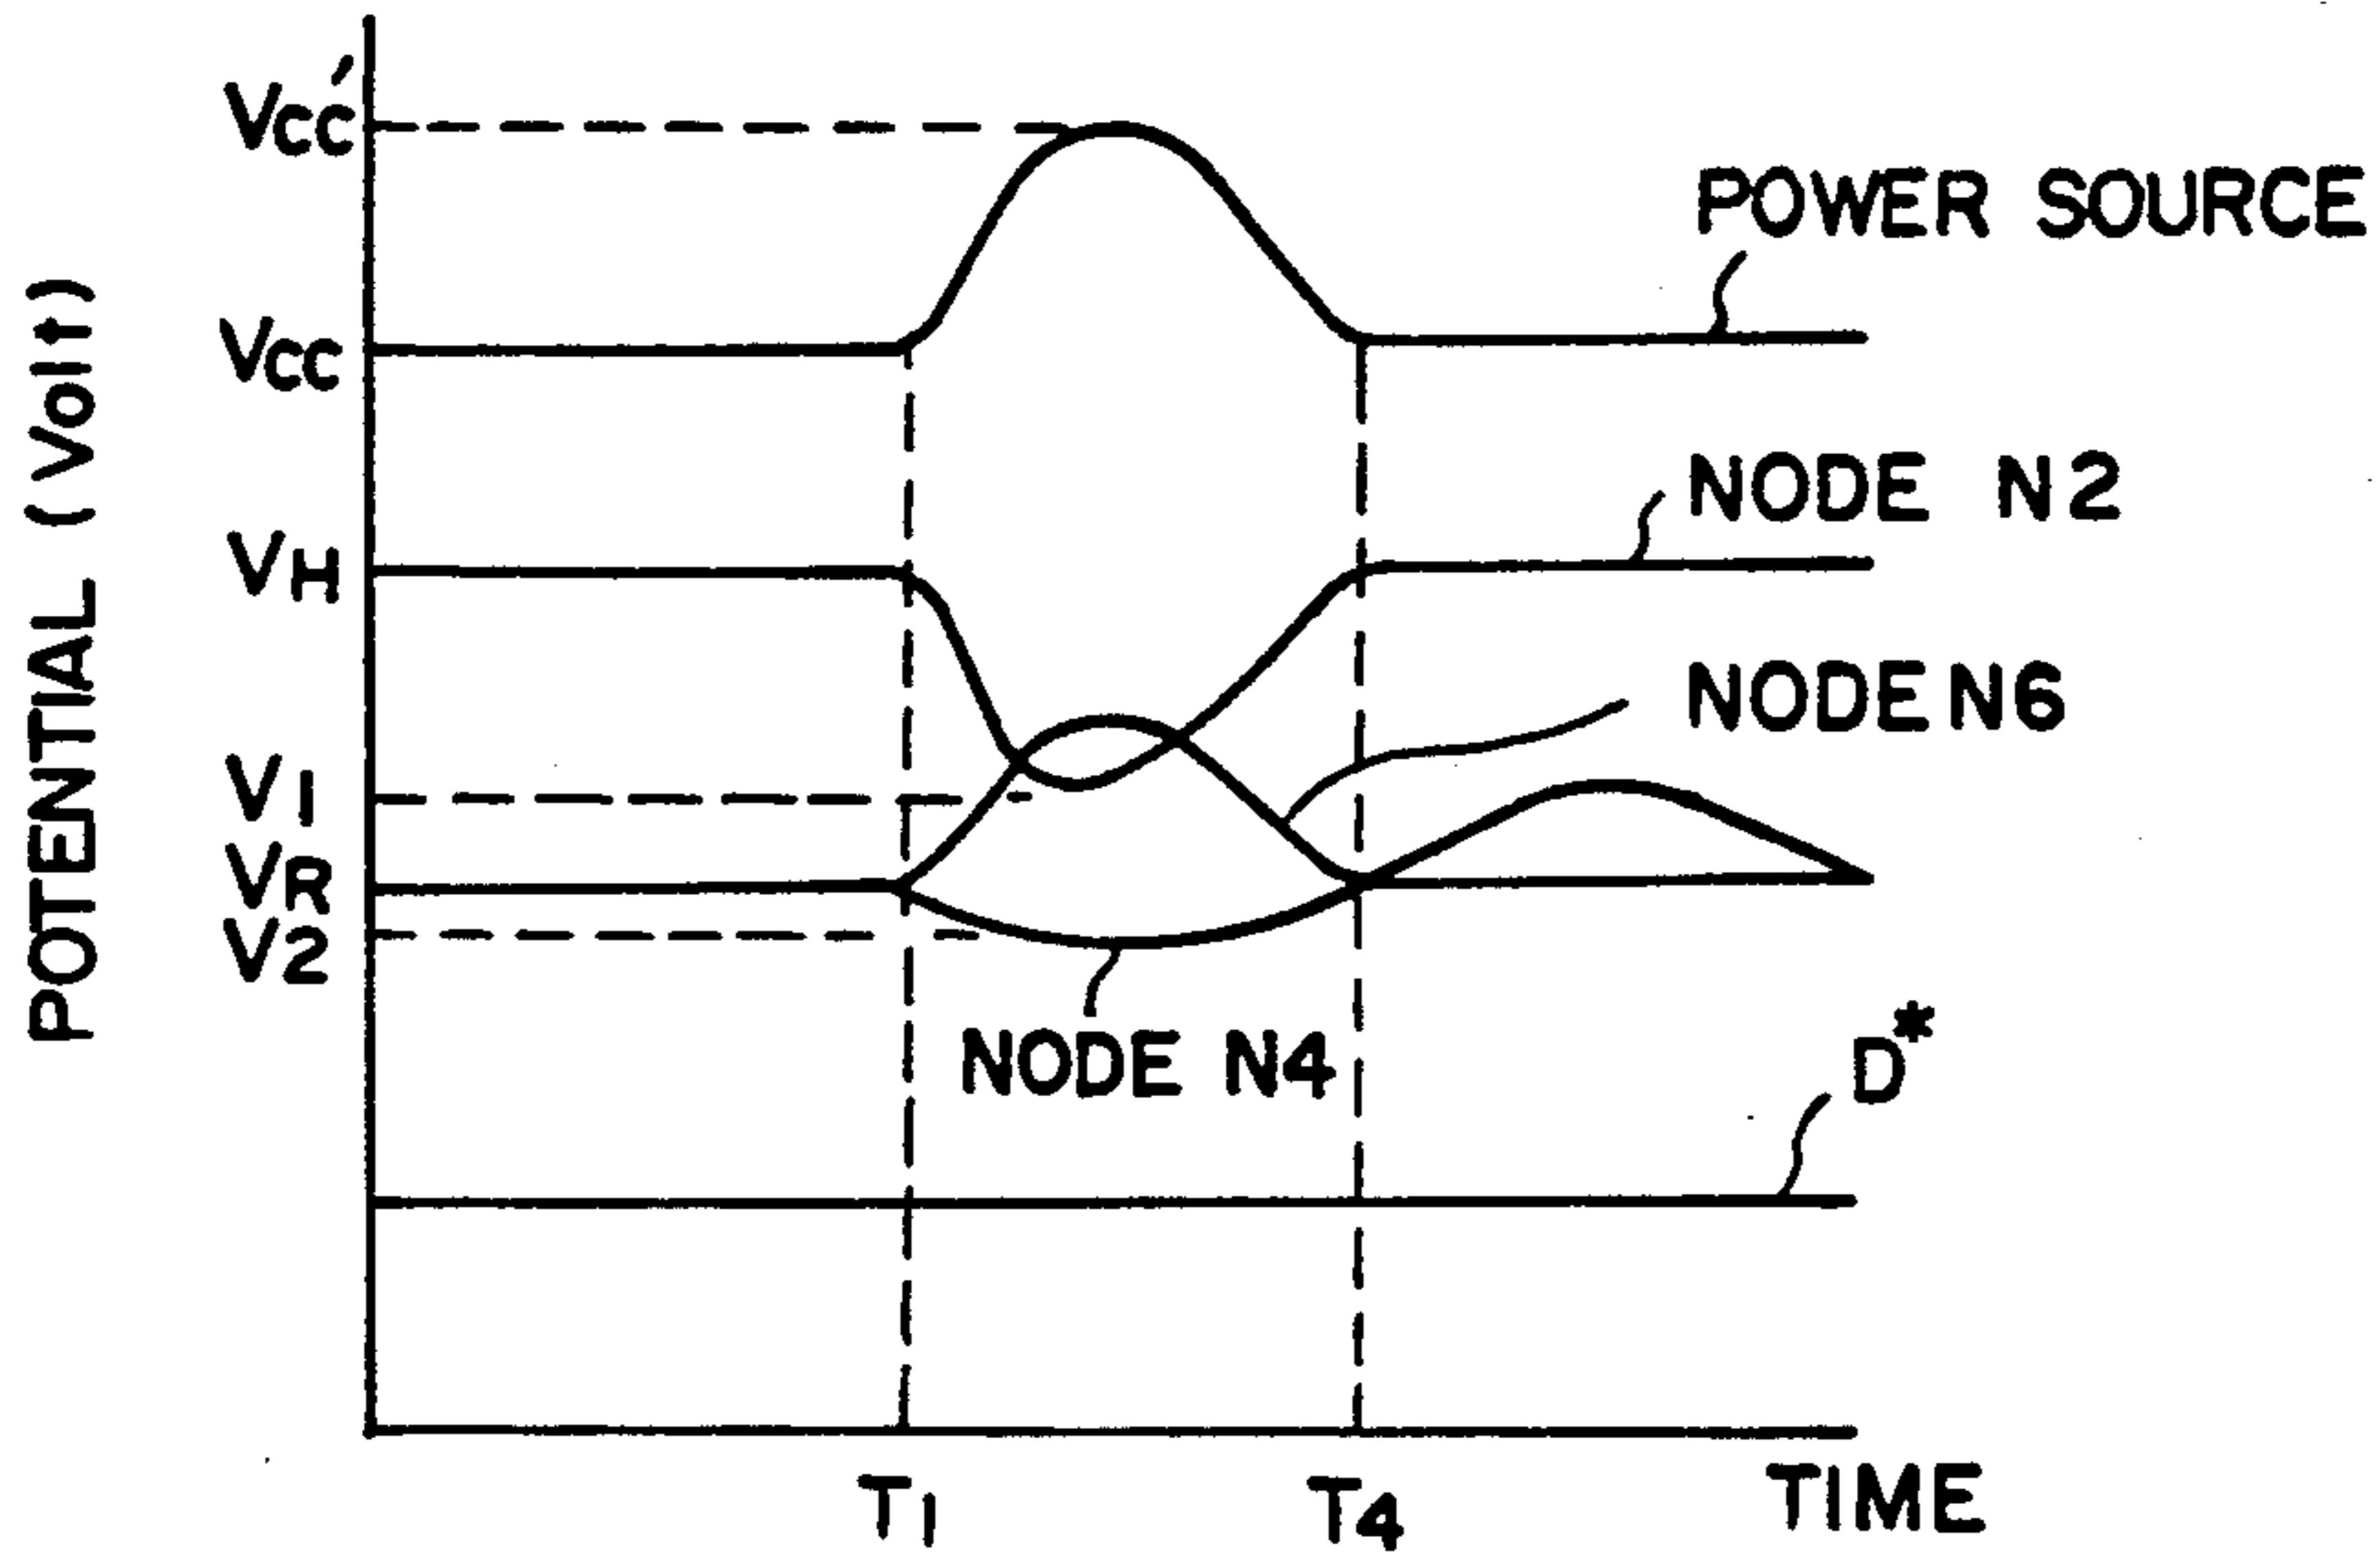 Vcc'
POWER SOURCE
Vcc
POTENTIAL (Volt)
VH
NODE N2
NODE N6
V1
VR
V2
NODE N4
D*
T1
T4
TIME